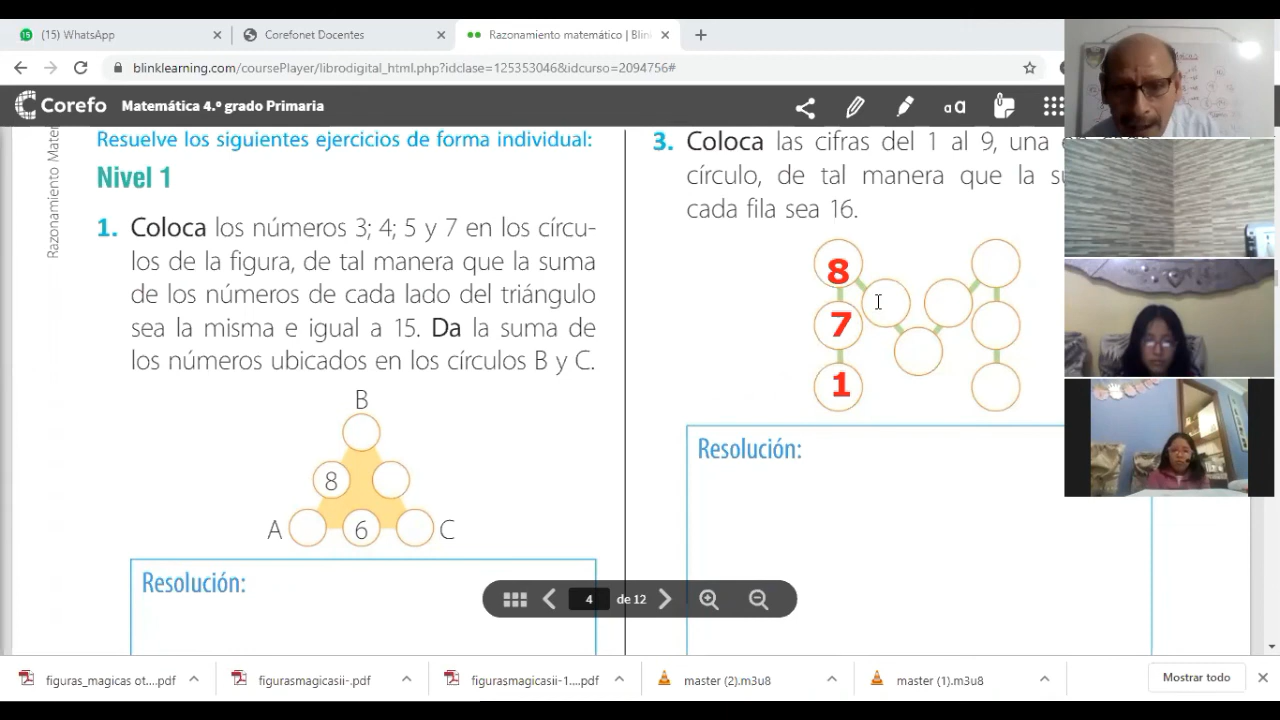 (15) WhatsApp
Corefonet Docentes
Razonamiento matemático | Blin
blinklearning.com/coursePlayer/librodigital_html.php?idclase=125353046&idcurso=2094756#
Corefo
Matemática 4.º grado Primaria
aA
Razonamiento Matem
Resuelve los siguientes ejercicios de forma individual:
Nivel 1
1. Coloca los números 3; 4; 5 y 7 en los círcu-
los de la figura, de tal manera que la suma
de los números de cada lado del triángulo
sea la misma e igual a 15. Da la suma de
los números ubicados en los círculos B y C.
B
8
A
6
C
Resolución:
3. Coloca las cifras del 1 al 9, una
círculo, de tal manera que la su
cada fila sea 16.
8
7
1
Resolución:
4 de 12
figuras_magicas ot....pdf
figurasmagicasii-.pdf
figurasmagicasii-1....pdf
master (2).m3u8
master (1).m3u8
Mostrar todo